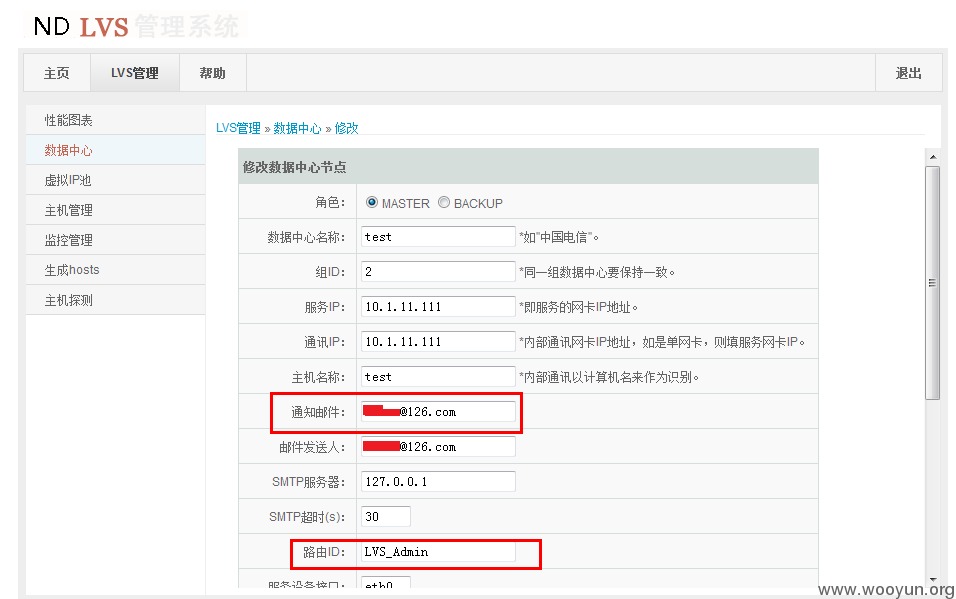 ND LVS 管理系统
主页 LVS管理 帮助 退出
性能图表
数据中心
虚拟IP池
主机管理
监控管理
生成hosts
主机探测
LVS管理 » 数据中心 » 修改
修改数据中心节点
角色： MASTER BACKUP
数据中心名称： test *如"中国电信"。
组ID： 2 *同一组数据中心要保持一致。
服务IP： 10.1.11.111 *即服务的网卡IP地址。
通讯IP： 10.1.11.111 *内部通讯网卡IP地址，如是单网卡，则填服务网卡IP。
主机名称： test *内部通讯以计算机名来作为识别。
通知邮件： @126.com
邮件发送人： @126.com
SMTP服务器： 127.0.0.1
SMTP超时(s)： 30
路由ID： LVS_Admin
服务设备接口： eth0
www.wooyun.org